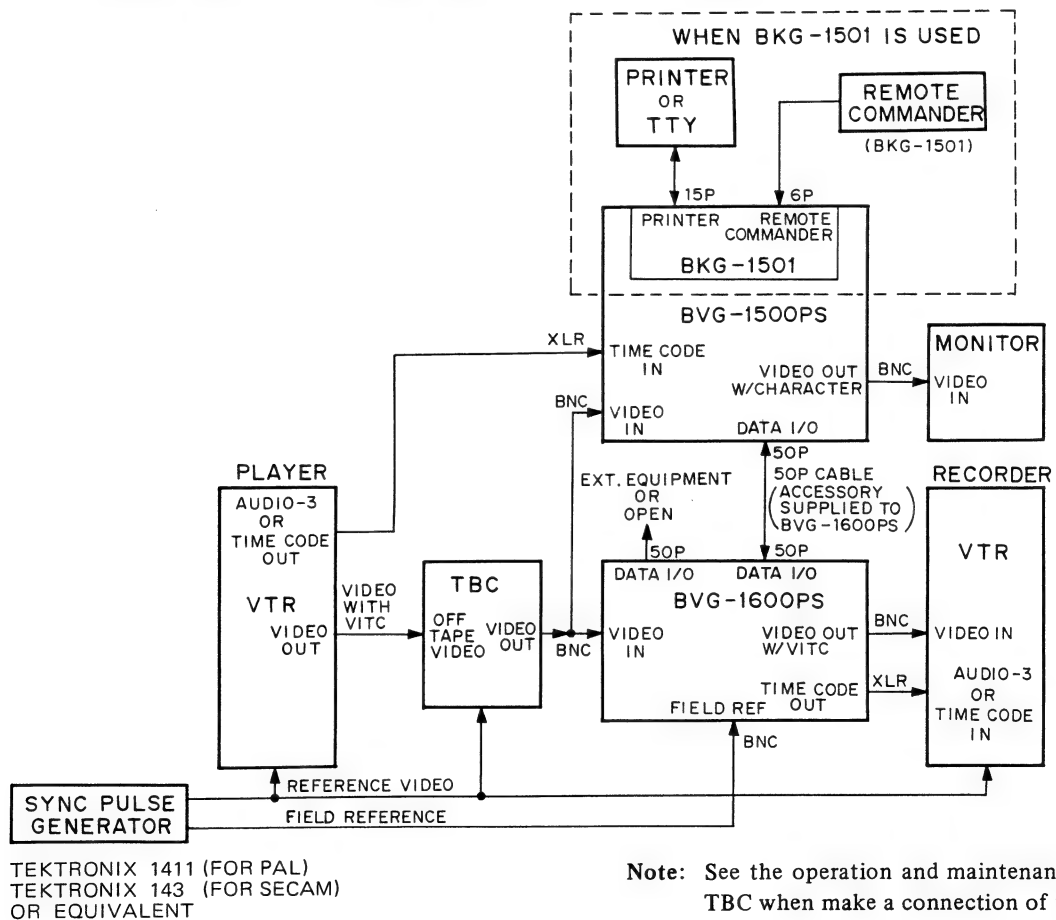 WHEN BKG-1501 IS USED
PRINTER
OR
TTY
REMOTE
COMMANDER
(BKG-1501)
15P
6P
PRINTER
REMOTE
COMMANDER
BKG-1501
BVG-1500PS
XLR
TIME CODE
IN
VIDEO OUT
W/CHARACTER
BNC
MONITOR
VIDEO
IN
BNC
VIDEO
IN
DATA I/O
50P
50P CABLE
(ACCESSORY
SUPPLIED TO
BVG-1600PS)
EXT. EQUIPMENT
OR
OPEN
50P
50P
PLAYER
AUDIO-3
OR
TIME CODE
OUT
VTR
VIDEO
OUT
VIDEO
WITH
VITC
TBC
OFF
TAPE
VIDEO
VIDEO
OUT
BNC
DATA I/O
DATA I/O
BVG-1600PS
VIDEO
IN
VIDEO OUT
W/VITC
TIME CODE
OUT
FIELD REF
BNC
BNC
XLR
RECORDER
VTR
VIDEO IN
AUDIO-3
OR
TIME CODE
IN
REFERENCE VIDEO
FIELD REFERENCE
SYNC PULSE
GENERATOR
TEKTRONIX 1411 (FOR PAL)
TEKTRONIX 143 (FOR SECAM)
OR EQUIVALENT
Note: See the operation and maintenan
TBC when make a connection of